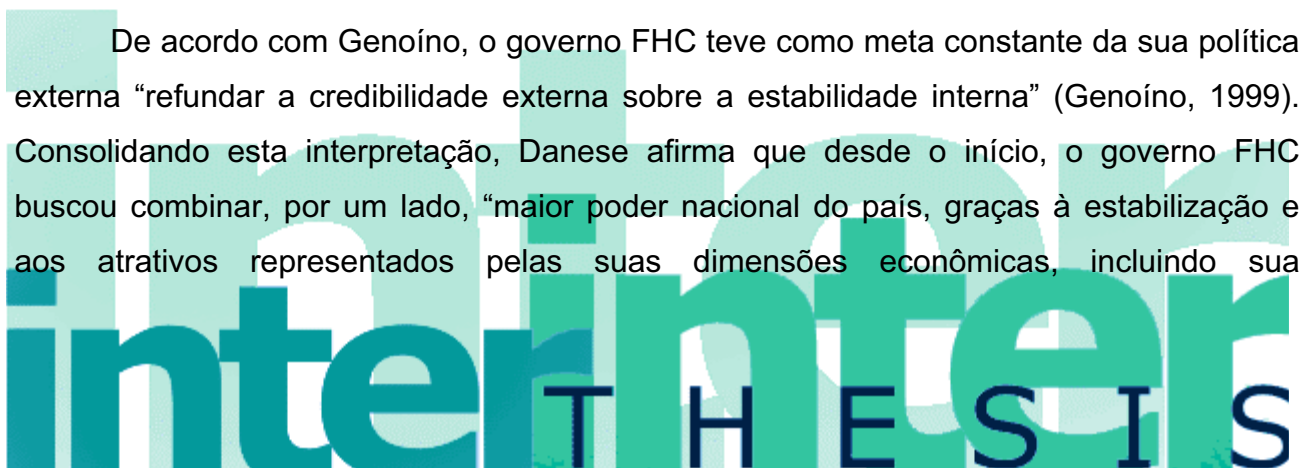 De acordo com Genoíno, o governo FHC teve como meta constante da sua política
externa “refundar a credibilidade externa sobre a estabilidade interna” (Genoíno, 1999).
Consolidando esta interpretação, Danese afirma que desde o início, o governo FHC
buscou combinar, por um lado, “maior poder nacional do país, graças à estabilização e
aos atrativos representados pelas suas dimensões econômicas, incluindo sua
inter
inter
inter
inter
THESIS